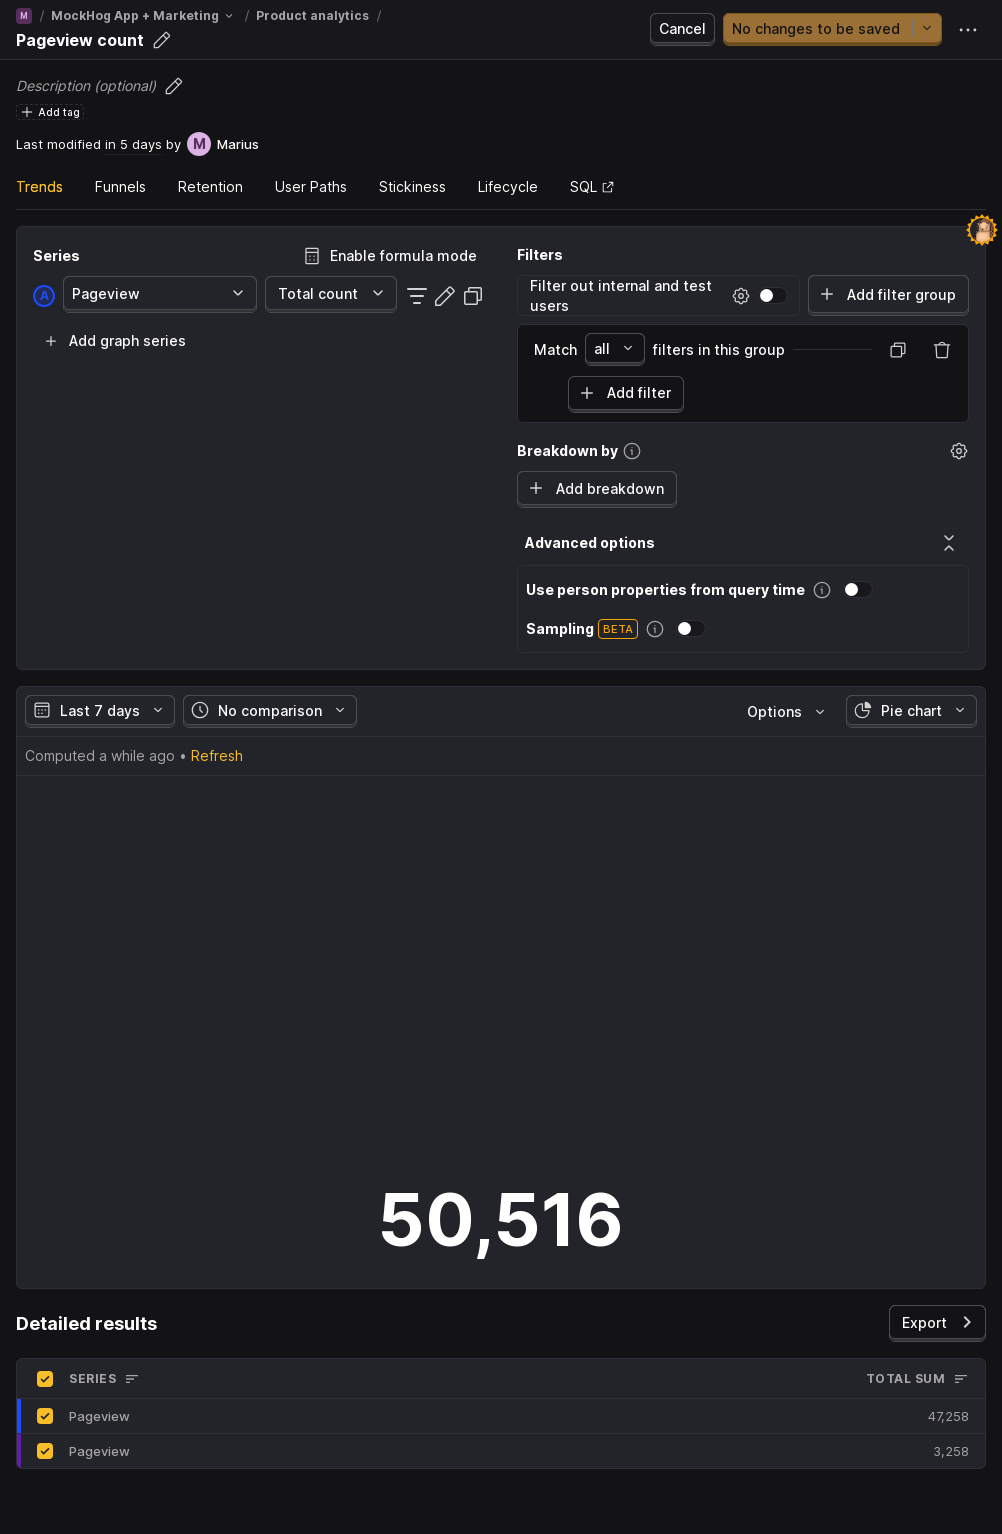 M / MockHog App + Marketing / Product analytics /
Pageview count
Cancel
No changes to be saved
Description (optional)
Add tag
Last modified in 5 days by M Marius
Trends Funnels Retention User Paths Stickiness Lifecycle SQL
Series
Enable formula mode
A Pageview Total count
Add graph series
Filters
Filter out internal and test
users
Add filter group
Match all filters in this group
Add filter
Breakdown by
Add breakdown
Advanced options
Use person properties from query time
Sampling BETA
Last 7 days No comparison Options Pie chart
Computed a while ago • Refresh
50,516
Detailed results
Export
SERIES TOTAL SUM
Pageview 47,258
Pageview 3,258